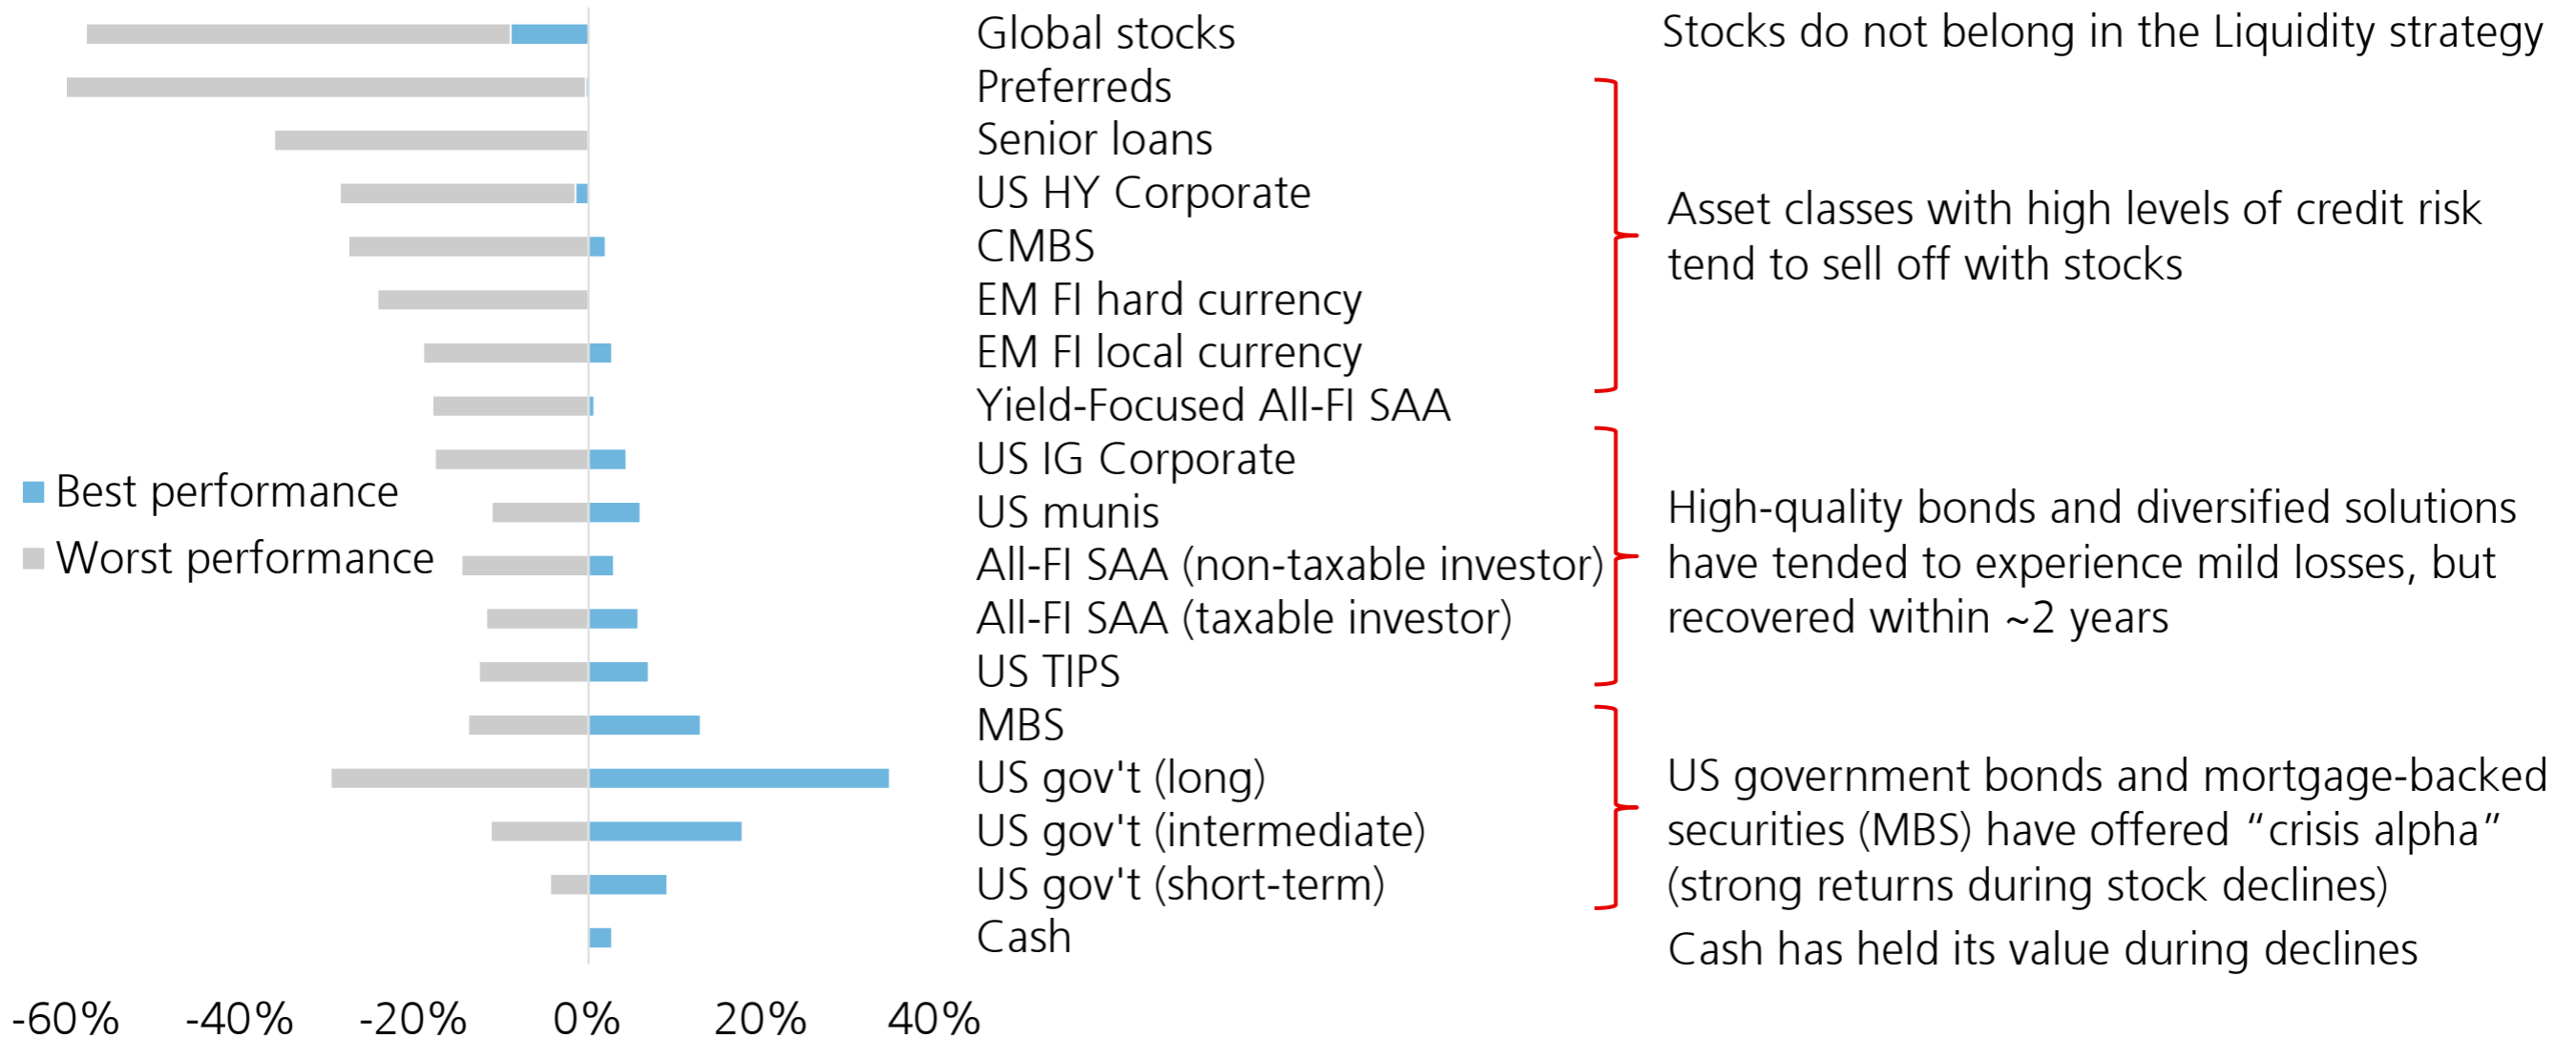 Global stocks
Preferreds
Senior loans
US HY Corporate
CMBS
EM FI hard currency
EM FI local currency
Yield-Focused All-FI SAA
US IG Corporate
US munis
All-FI SAA (non-taxable investor)
All-FI SAA (taxable investor)
US TIPS
MBS
US gov't (long)
US gov't (intermediate)
US gov't (short-term)
Cash
Stocks do not belong in the Liquidity strategy
Asset classes with high levels of credit risk
tend to sell off with stocks
High-quality bonds and diversified solutions
have tended to experience mild losses, but
recovered within ~2 years
US government bonds and mortgage-backed
securities (MBS) have offered “crisis alpha”
(strong returns during stock declines)
Cash has held its value during declines
Best performance
Worst performance
-60% -40% -20% 0% 20% 40%